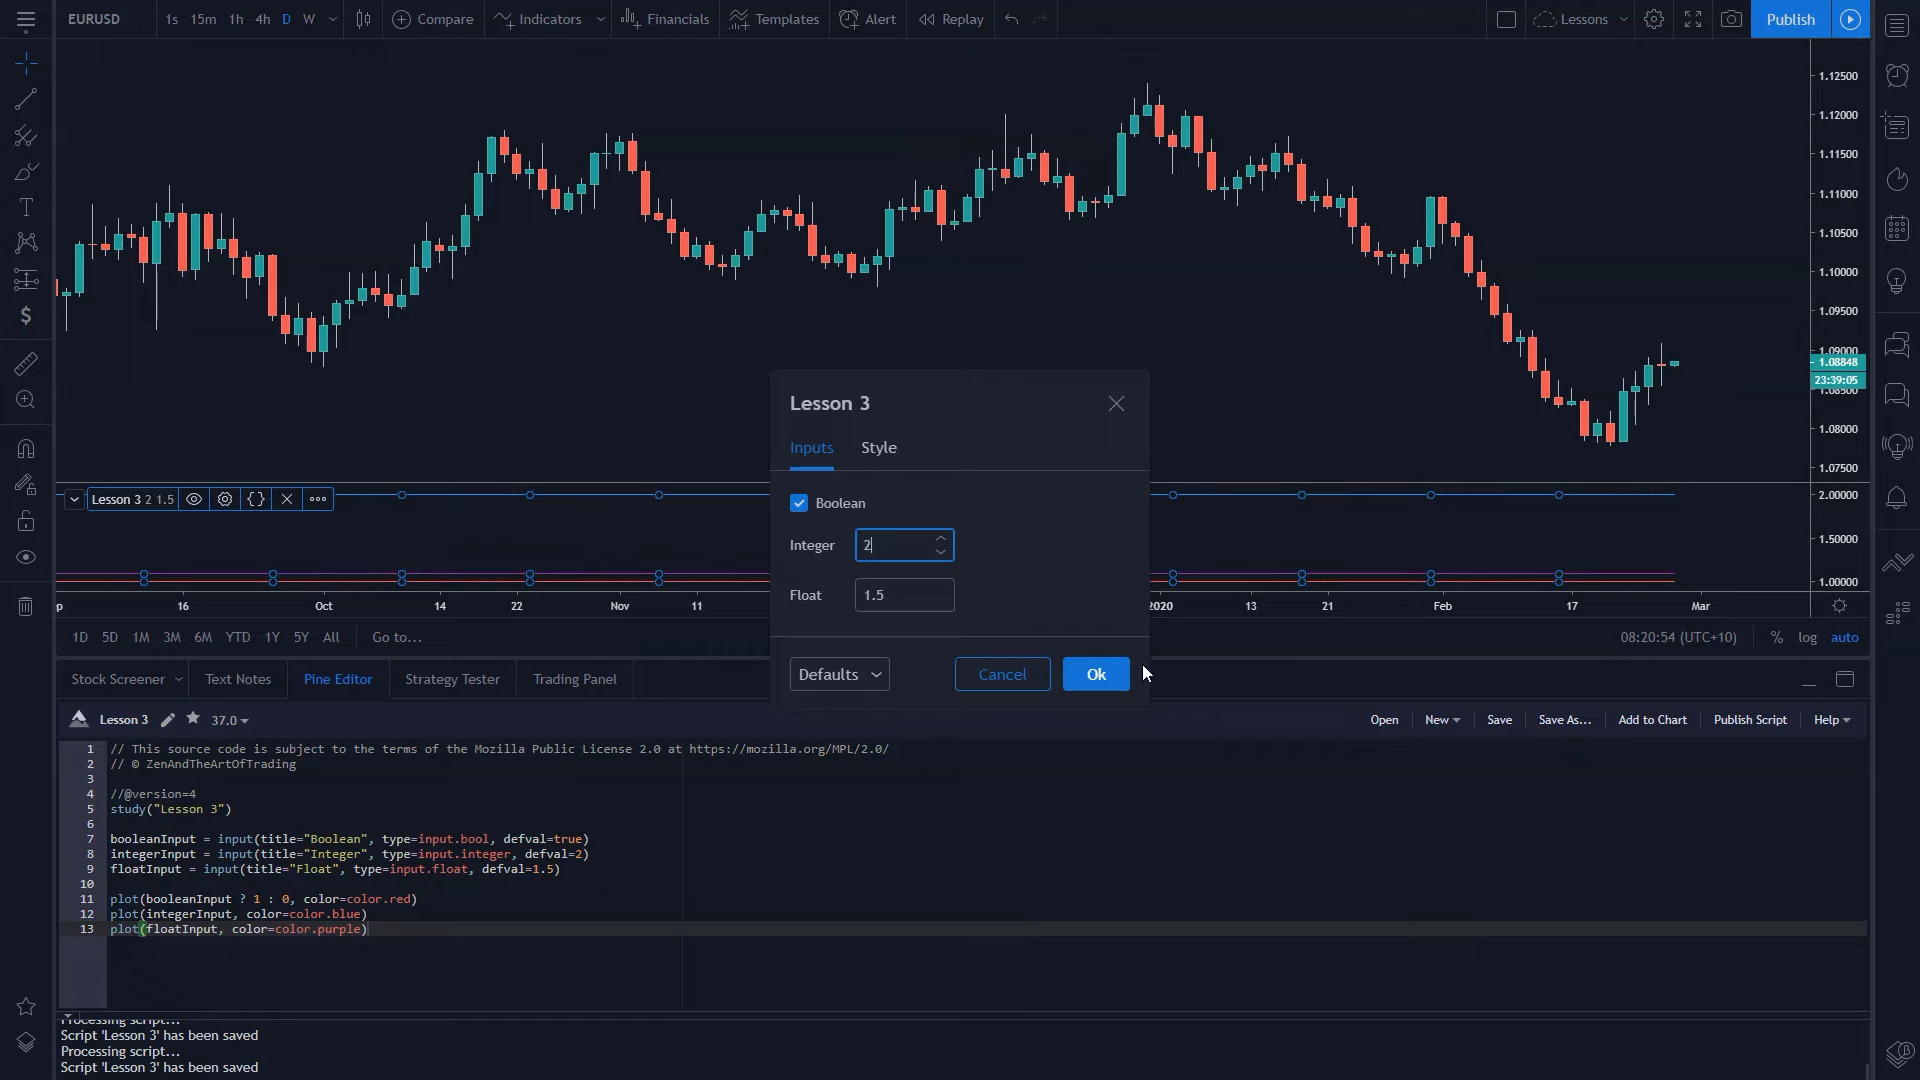 EURUSD 1s 15m 1h 4h D W Compare Indicators Financials Templates Alert Replay Lessons Publish
1.12500
1.12000
1.11500
1.11000
1.10500
1.10000
1.09500
1.09000
1.08848
23:39:05
1.08500
1.08000
1.07500
Lesson 3
Inputs Style
Boolean
Integer 2
Float 1.5
Defaults Cancel Ok
Lesson 3 2 1.5
2.00000
1.50000
1.00000
p 16 Oct 14 22 Nov 11 2020 13 21 Feb 17 Mar
1D 5D 1M 3M 6M YTD 1Y 5Y All Go to... 08:20:54 (UTC+10) % log auto
Stock Screener Text Notes Pine Editor Strategy Tester Trading Panel
Lesson 3 37.0 Open New Save Save As... Add to Chart Publish Script Help
1 // This source code is subject to the terms of the Mozilla Public License 2.0 at https://mozilla.org/MPL/2.0/
2 // © ZenAndTheArtOfTrading
3
4 //@version=4
5 study("Lesson 3")
6
7 booleanInput = input(title="Boolean", type=input.bool, defval=true)
8 integerInput = input(title="Integer", type=input.integer, defval=2)
9 floatInput = input(title="Float", type=input.float, defval=1.5)
10
11 plot(booleanInput ? 1 : 0, color=color.red)
12 plot(integerInput, color=color.blue)
13 plot(floatInput, color=color.purple)
Processing script...
Script 'Lesson 3' has been saved
Processing script...
Script 'Lesson 3' has been saved